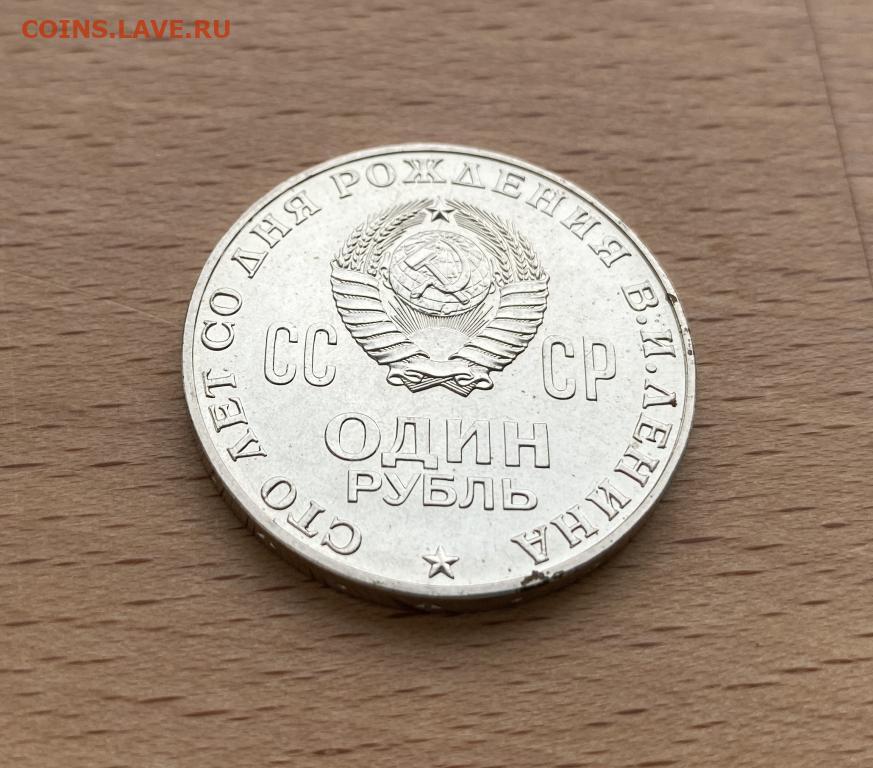 COINS.LAVE.RU
СТО ЛЕТ СО ДНЯ РОЖДЕНИЯ В.И.ЛЕНИНА
СС СР
ОДИН
РУБЛЬ